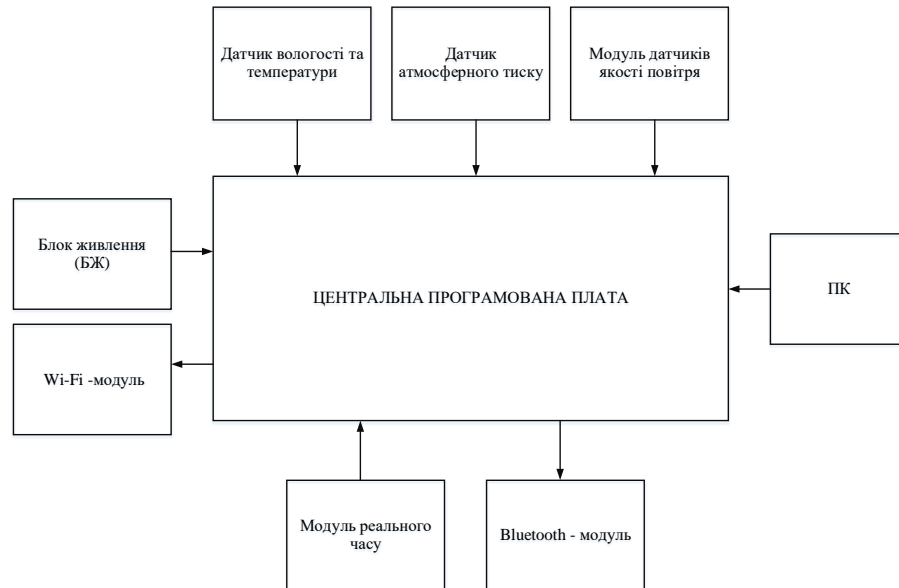 Датчик вологості та
температури
Датчик
атмосферного тиску
Модуль датчиків
якості повітря
Блок живлення
(БЖ)
ЦЕНТРАЛЬНА ПРОГРАМОВАНА ПЛАТА
ПК
Wi-Fi -модуль
Модуль реального
часу
Bluetooth - модуль